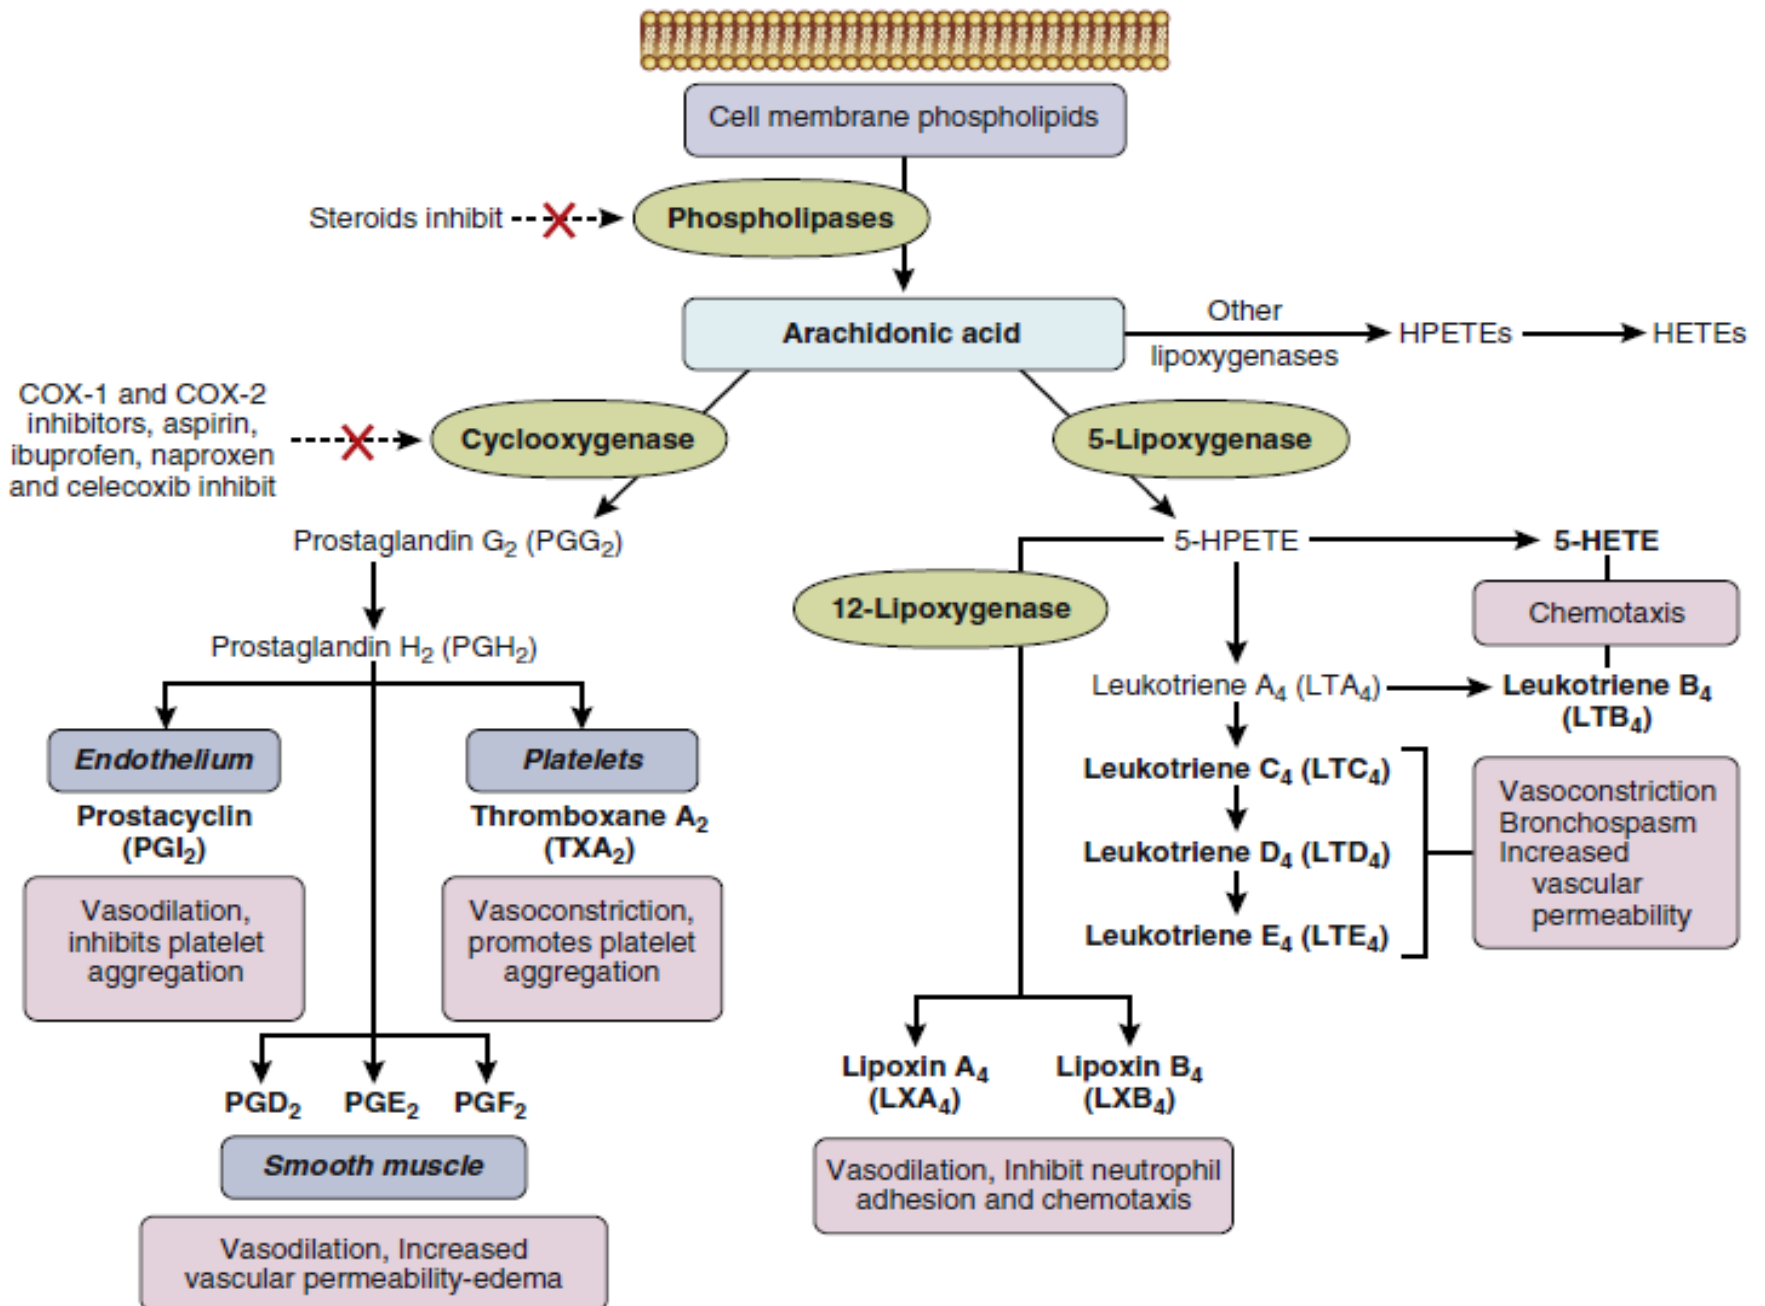 Cell membrane phospholipids
Steroids inhibit
Phospholipases
Arachidonic acid
Other
lipoxygenases
HPETEs
HETEs
COX-1 and COX-2
inhibitors, aspirin,
ibuprofen, naproxen
and celecoxib inhibit
Cyclooxygenase
5-Lipoxygenase
Prostaglandin G₂ (PGG₂)
5-HPETE
5-HETE
12-Lipoxygenase
Chemotaxis
Prostaglandin H₂ (PGH₂)
Leukotriene A₄ (LTA₄)
Leukotriene B₄
(LTB₄)
Endothelium
Platelets
Prostacyclin
(PGI₂)
Thromboxane A₂
(TXA₂)
Leukotriene C₄ (LTC₄)
Leukotriene D₄ (LTD₄)
Leukotriene E₄ (LTE₄)
Vasoconstriction
Bronchospasm
Increased
vascular
permeability
Vasodilation,
inhibits platelet
aggregation
Vasoconstriction,
promotes platelet
aggregation
PGD₂
PGE₂
PGF₂
Smooth muscle
Vasodilation, Increased
vascular permeability-edema
Lipoxin A₄
(LXA₄)
Lipoxin B₄
(LXB₄)
Vasodilation, Inhibit neutrophil
adhesion and chemotaxis